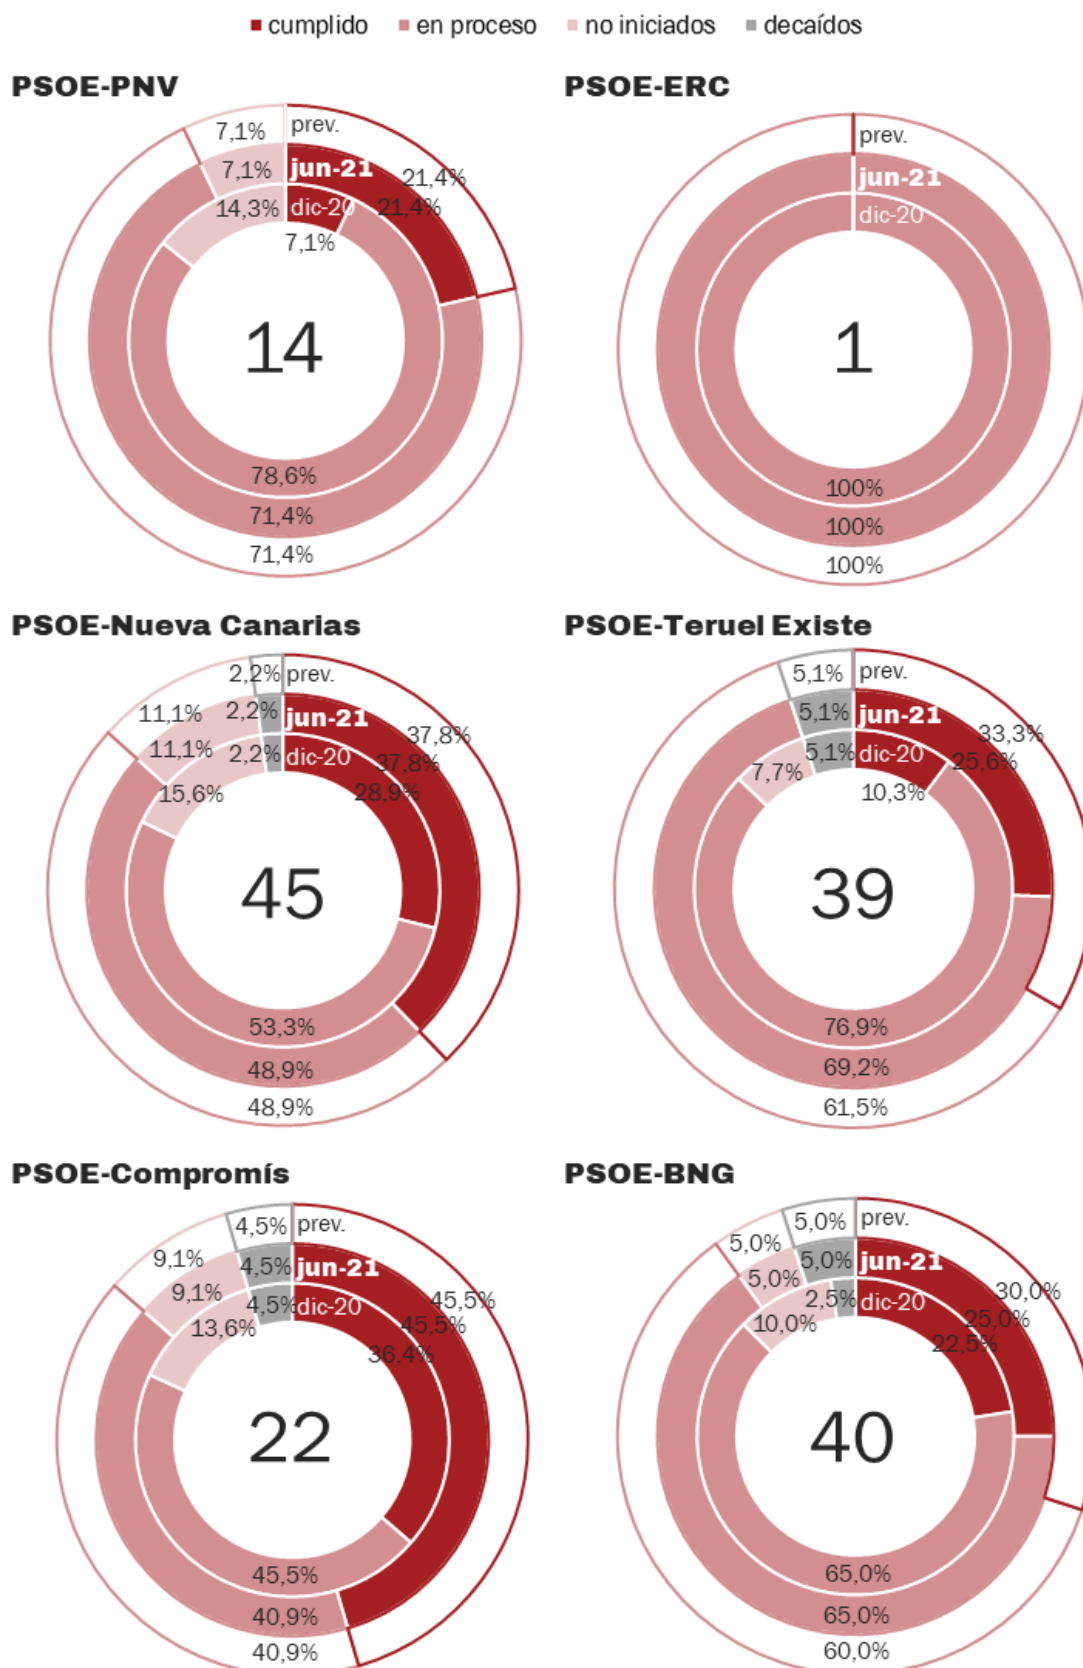 cumplido en proceso no iniciados decaídos
PSOE-PNV
7,1%
prev.
7,1%
jun-21
21,4%
14,3%
dic-20
21,4%
7,1%
14
78,6%
71,4%
71,4%
PSOE-ERC
prev.
jun-21
dic-20
1
100%
100%
100%
PSOE-Nueva Canarias
2,2%
prev.
11,1%
2,2%
jun-21
37,8%
11,1%
2,2%
dic-20
37,8%
15,6%
28,9%
45
53,3%
48,9%
48,9%
PSOE-Teruel Existe
5,1%
prev.
5,1%
jun-21
33,3%
7,7%
5,1%
dic-20
25,6%
10,3%
39
76,9%
69,2%
61,5%
PSOE-Compromís
4,5%
prev.
9,1%
4,5%
jun-21
45,5%
9,1%
4,5%
dic-20
45,5%
13,6%
36,4%
22
45,5%
40,9%
40,9%
PSOE-BNG
5,0%
prev.
5,0%
5,0%
jun-21
30,0%
5,0%
2,5%
dic-20
25,0%
10,0%
22,5%
40
65,0%
65,0%
60,0%